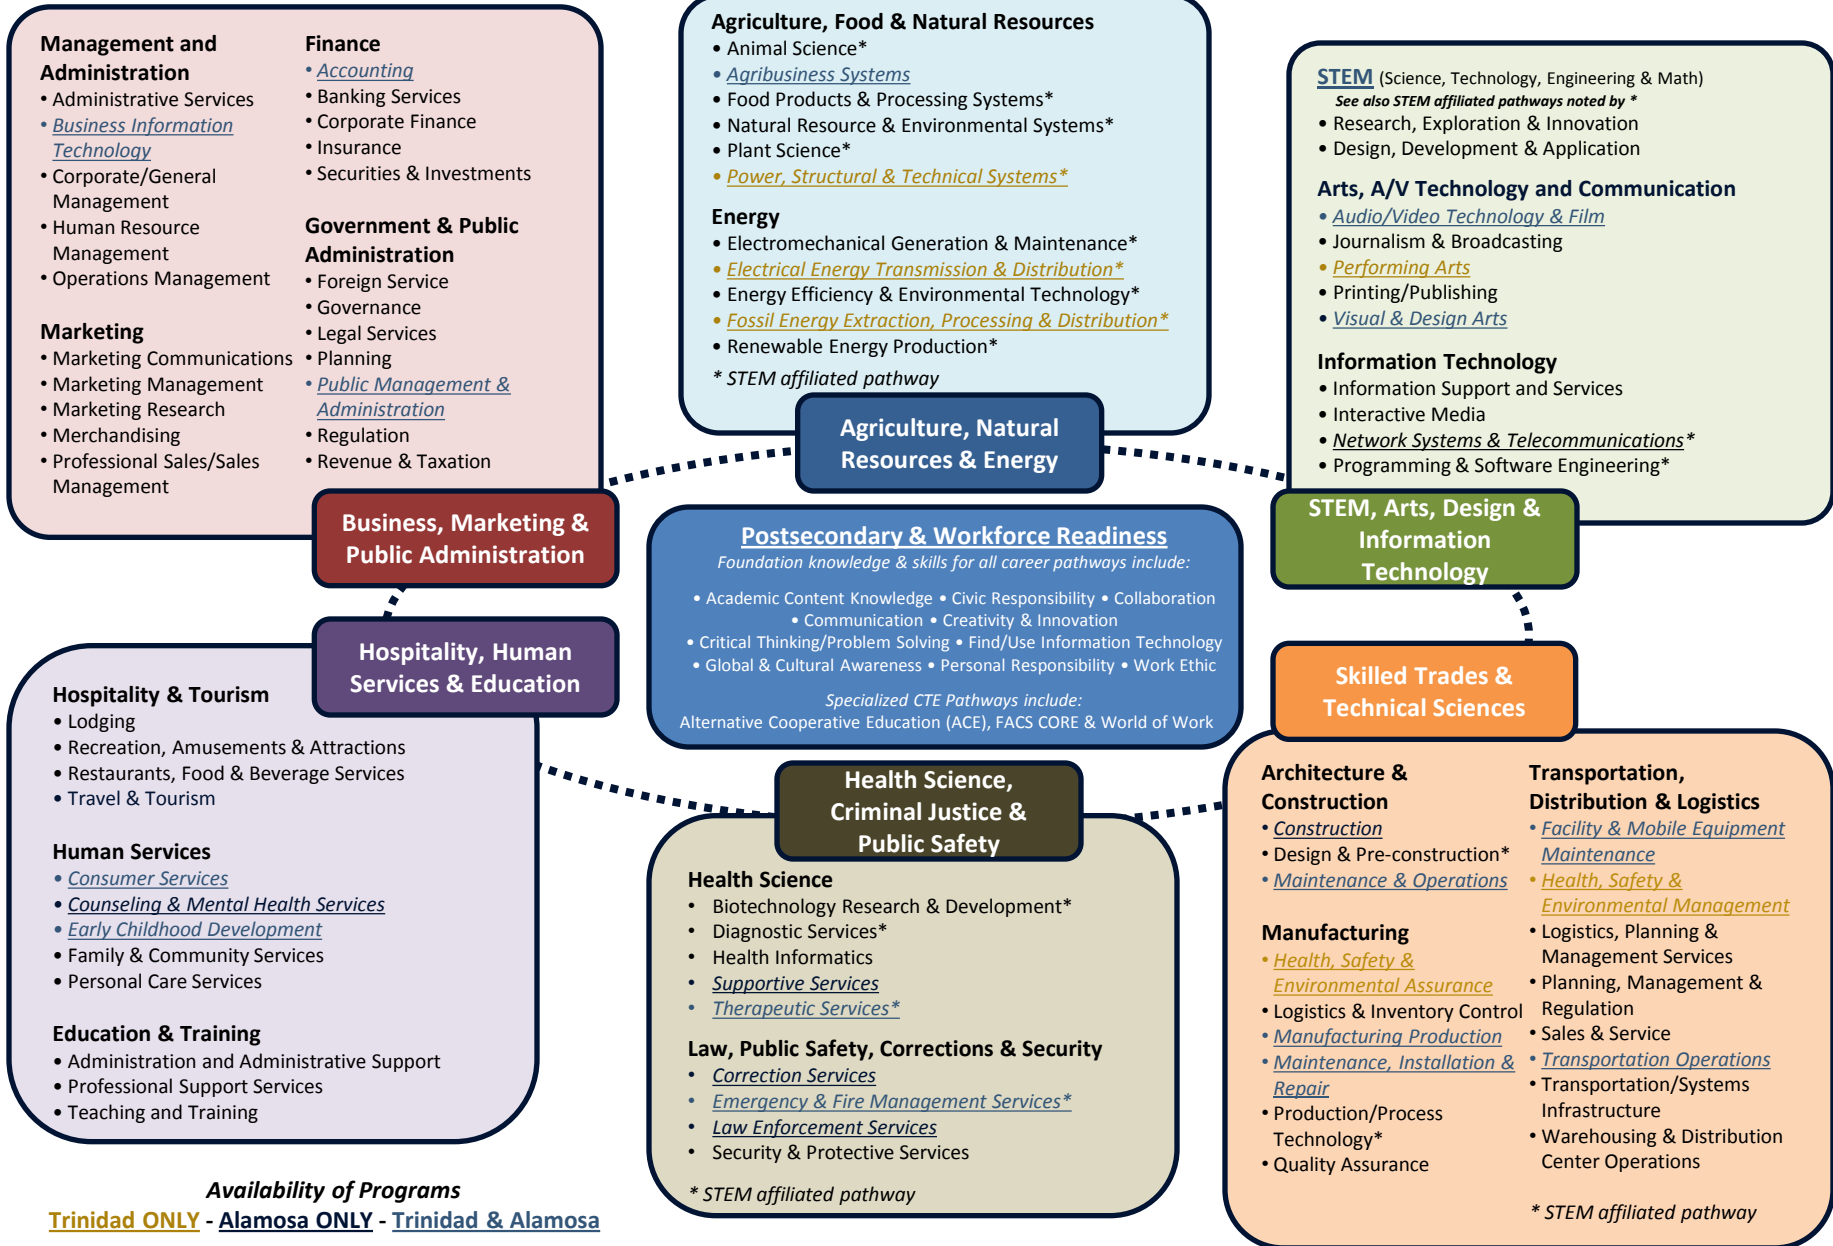 Management and
Administration
• Administrative Services
• Business Information
Technology
• Corporate/General
Management
• Human Resource
Management
• Operations Management
Marketing
• Marketing Communications
• Marketing Management
• Marketing Research
• Merchandising
• Professional Sales/Sales
Management
Finance
• Accounting
• Banking Services
• Corporate Finance
• Insurance
• Securities & Investments
Government & Public
Administration
• Foreign Service
• Governance
• Legal Services
• Planning
• Public Management &
Administration
• Regulation
• Revenue & Taxation
Business, Marketing &
Public Administration
Agriculture, Food & Natural Resources
• Animal Science*
• Agribusiness Systems
• Food Products & Processing Systems*
• Natural Resource & Environmental Systems*
• Plant Science*
• Power, Structural & Technical Systems*
Energy
• Electromechanical Generation & Maintenance*
• Electrical Energy Transmission & Distribution*
• Energy Efficiency & Environmental Technology*
• Fossil Energy Extraction, Processing & Distribution*
• Renewable Energy Production*
* STEM affiliated pathway
Agriculture, Natural
Resources & Energy
STEM (Science, Technology, Engineering & Math)
See also STEM affiliated pathways noted by *
• Research, Exploration & Innovation
• Design, Development & Application
Arts, A/V Technology and Communication
• Audio/Video Technology & Film
• Journalism & Broadcasting
• Performing Arts
• Printing/Publishing
• Visual & Design Arts
Information Technology
• Information Support and Services
• Interactive Media
• Network Systems & Telecommunications*
• Programming & Software Engineering*
STEM, Arts, Design &
Information
Technology
Postsecondary & Workforce Readiness
Foundation knowledge & skills for all career pathways include:
• Academic Content Knowledge • Civic Responsibility • Collaboration
• Communication • Creativity & Innovation
• Critical Thinking/Problem Solving • Find/Use Information Technology
• Global & Cultural Awareness • Personal Responsibility • Work Ethic
Specialized CTE Pathways include:
Alternative Cooperative Education (ACE), FACS CORE & World of Work
Hospitality, Human
Services & Education
Hospitality & Tourism
• Lodging
• Recreation, Amusements & Attractions
• Restaurants, Food & Beverage Services
• Travel & Tourism
Human Services
• Consumer Services
• Counseling & Mental Health Services
• Early Childhood Development
• Family & Community Services
• Personal Care Services
Education & Training
• Administration and Administrative Support
• Professional Support Services
• Teaching and Training
Health Science,
Criminal Justice &
Public Safety
Health Science
• Biotechnology Research & Development*
• Diagnostic Services*
• Health Informatics
• Supportive Services
• Therapeutic Services*
Law, Public Safety, Corrections & Security
• Correction Services
• Emergency & Fire Management Services*
• Law Enforcement Services
• Security & Protective Services
* STEM affiliated pathway
Skilled Trades &
Technical Sciences
Architecture &
Construction
• Construction
• Design & Pre-construction*
• Maintenance & Operations
Manufacturing
• Health, Safety &
Environmental Assurance
• Logistics & Inventory Control
• Manufacturing Production
• Maintenance, Installation &
Repair
• Production/Process
Technology*
• Quality Assurance
Transportation,
Distribution & Logistics
• Facility & Mobile Equipment
Maintenance
• Health, Safety &
Environmental Management
• Logistics, Planning &
Management Services
• Planning, Management &
Regulation
• Sales & Service
• Transportation Operations
• Transportation/Systems
Infrastructure
• Warehousing & Distribution
Center Operations
* STEM affiliated pathway
Availability of Programs
Trinidad ONLY - Alamosa ONLY - Trinidad & Alamosa